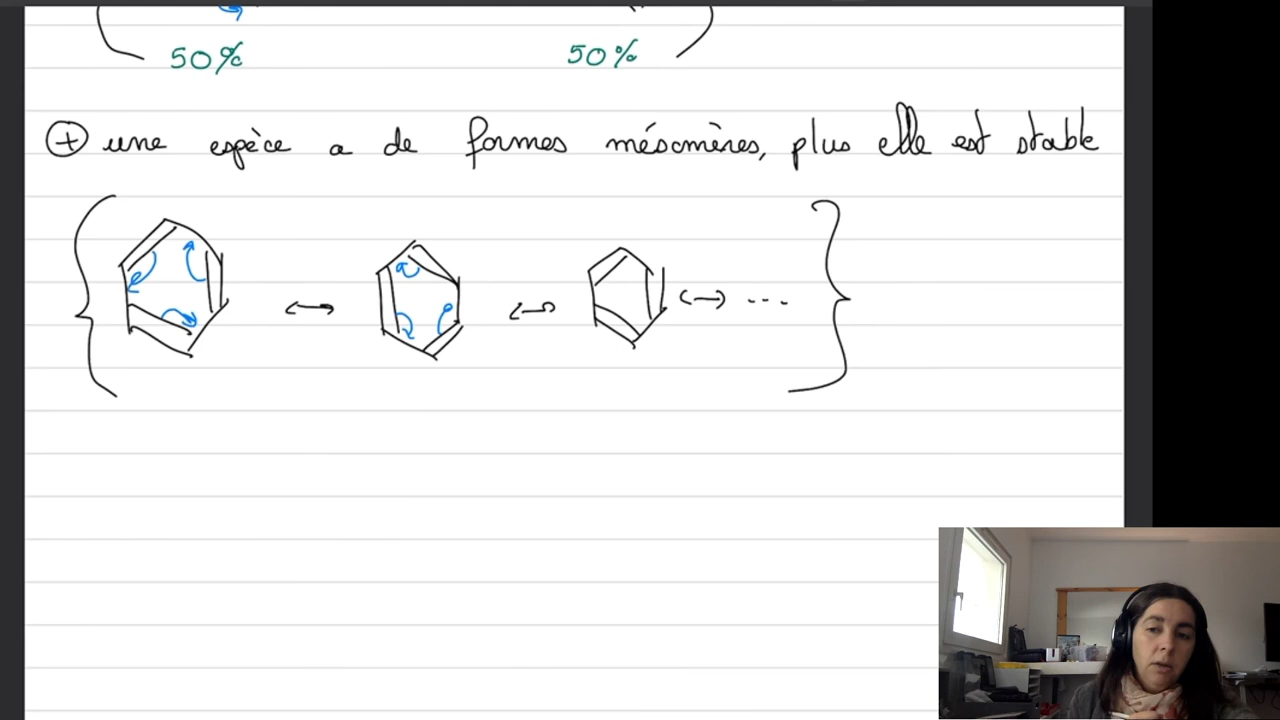 50% 50%
⊕ une espèce a de formes mésomères, plus elle est stable
↔ ↔ ↔ ...